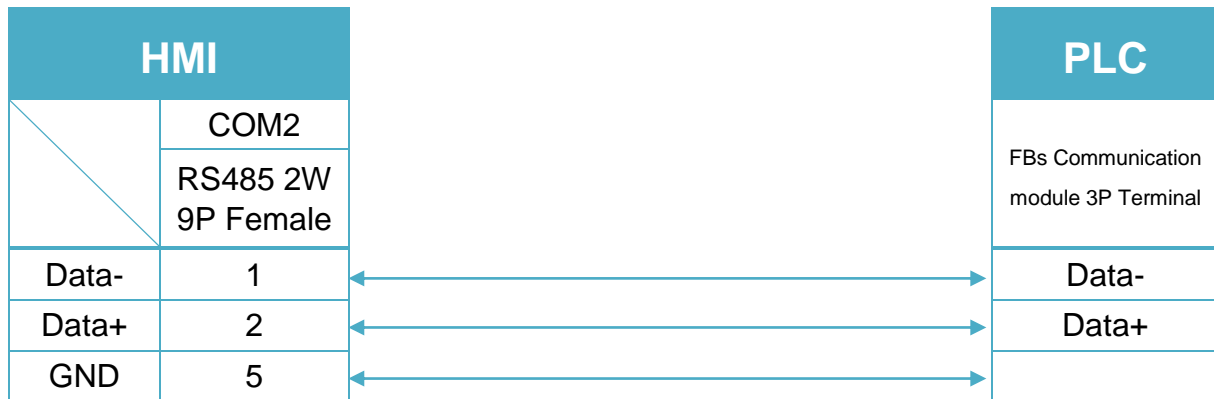 HMI
PLC
COM2
RS485 2W
9P Female
FBs Communication
module 3P Terminal
Data-
1
Data-
Data+
2
Data+
GND
5